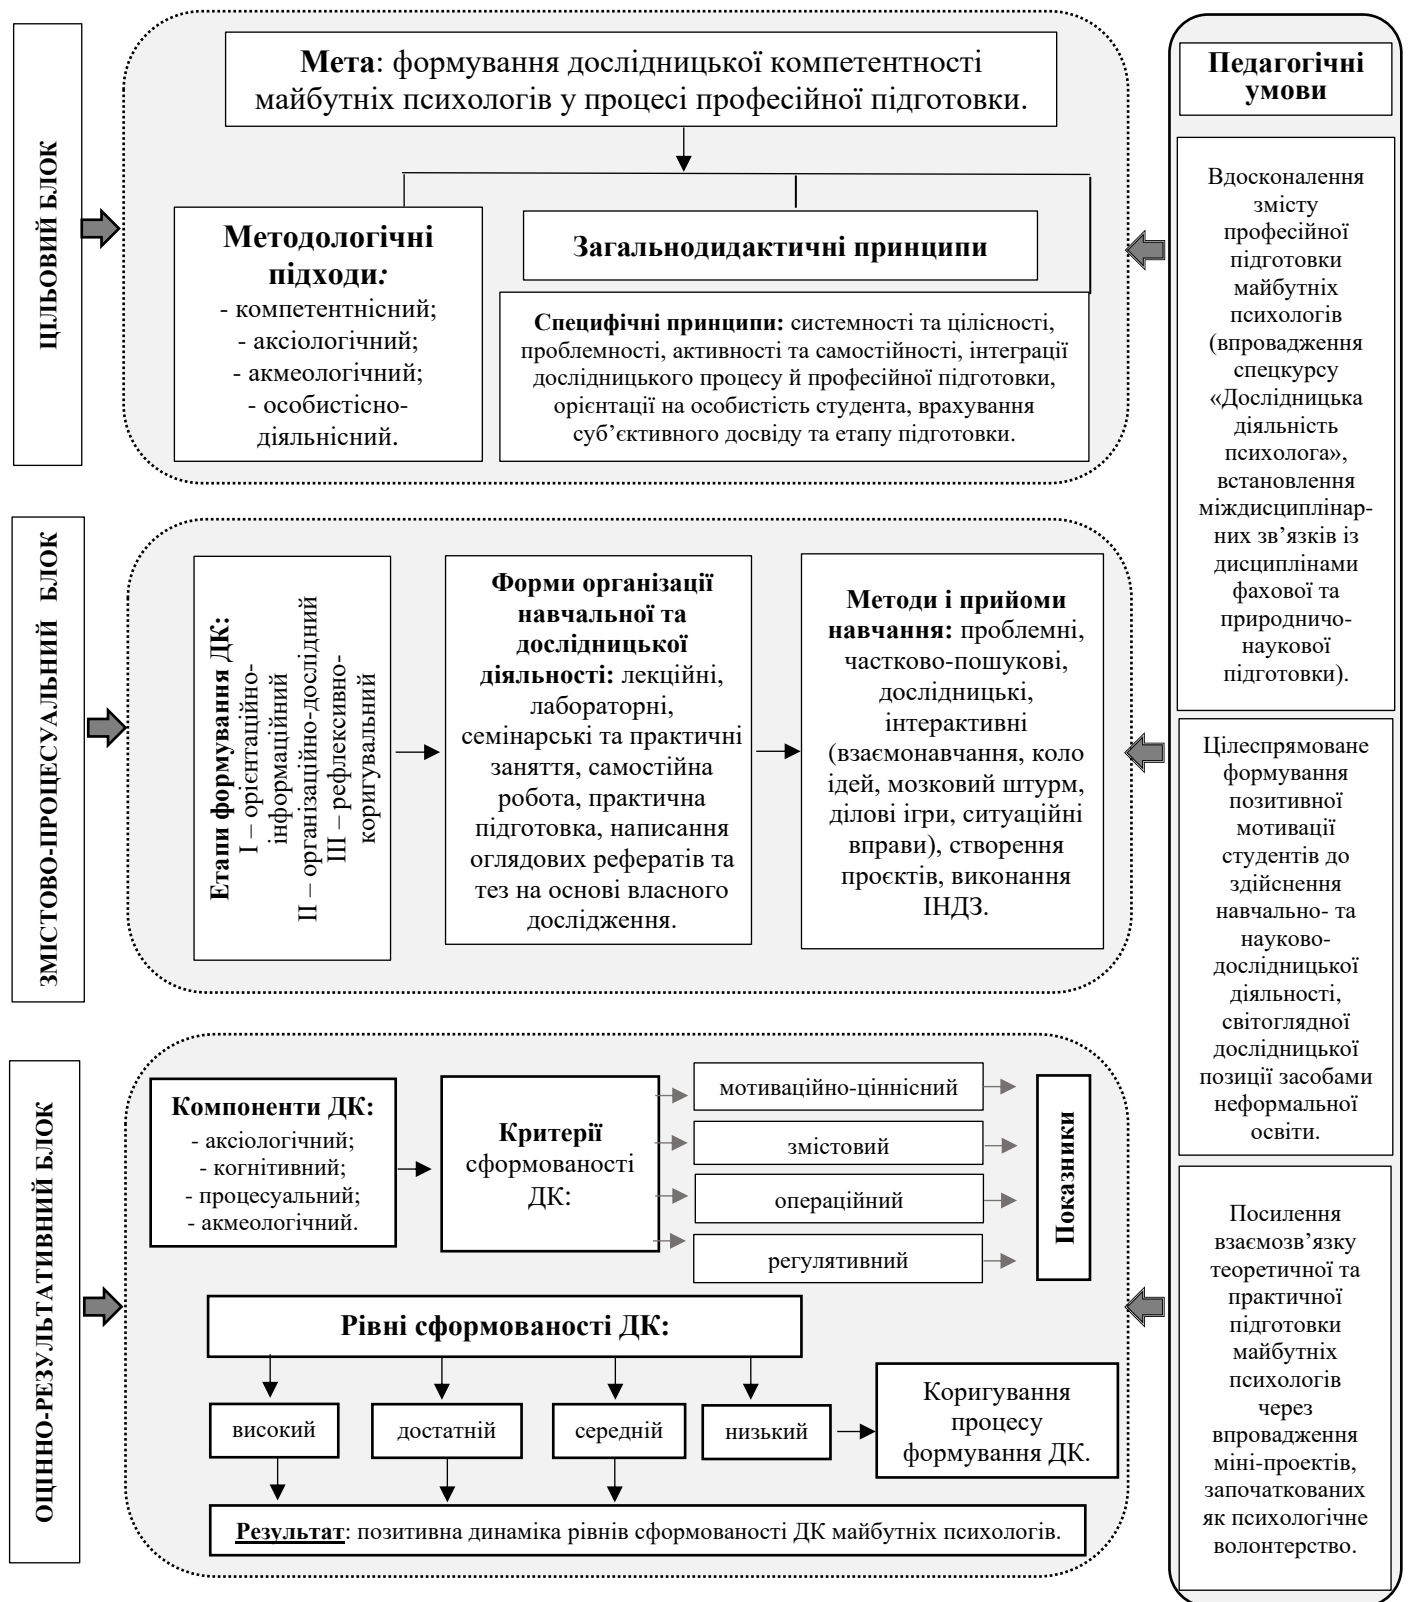 ЦІЛЬОВИЙ БЛОК
Мета: формування дослідницької компетентності
майбутніх психологів у процесі професійної підготовки.
Методологічні
підходи:
- компетентнісний;
- аксіологічний;
- акмеологічний;
- особистісно-
діяльнісний.
Загальнодидактичні принципи
Специфічні принципи: системності та цілісності,
проблемності, активності та самостійності, інтеграції
дослідницького процесу й професійної підготовки,
орієнтації на особистість студента, врахування
суб’єктивного досвіду та етапу підготовки.
ЗМІСТОВО-ПРОЦЕСУАЛЬНИЙ БЛОК
Етапи формування ДК:
І – орієнтаційно-
інформаційний
ІІ – організаційно-дослідний
ІІІ – рефлексивно-
коригувальний
Форми організації
навчальної та
дослідницької
діяльності: лекційні,
лабораторні,
семінарські та практичні
заняття, самостійна
робота, практична
підготовка, написання
оглядових рефератів та
тез на основі власного
дослідження.
Методи і прийоми
навчання: проблемні,
частково-пошукові,
дослідницькі,
інтерактивні
(взаємонавчання, коло
ідей, мозковий штурм,
ділові ігри, ситуаційні
вправи), створення
проєктів, виконання
ІНДЗ.
ОЦІННО-РЕЗУЛЬТАТИВНИЙ БЛОК
Компоненти ДК:
- аксіологічний;
- когнітивний;
- процесуальний;
- акмеологічний.
Критерії
сформованості
ДК:
мотиваційно-ціннісний
змістовий
операційний
регулятивний
Показники
Рівні сформованості ДК:
високий
достатній
середній
низький
Коригування
процесу
формування ДК.
Результат: позитивна динаміка рівнів сформованості ДК майбутніх психологів.
Педагогічні
умови
Вдосконалення
змісту
професійної
підготовки
майбутніх
психологів
(впровадження
спецкурсу
«Дослідницька
діяльність
психолога»,
встановлення
міждисциплінар-
них зв’язків із
дисциплінами
фахової та
природничо-
наукової
підготовки).
Цілеспрямоване
формування
позитивної
мотивації
студентів до
здійснення
навчально- та
науково-
дослідницької
діяльності,
світоглядної
дослідницької
позиції засобами
неформальної
освіти.
Посилення
взаємозв’язку
теоретичної та
практичної
підготовки
майбутніх
психологів
через
впровадження
міні-проектів,
започаткованих
як психологічне
волонтерство.